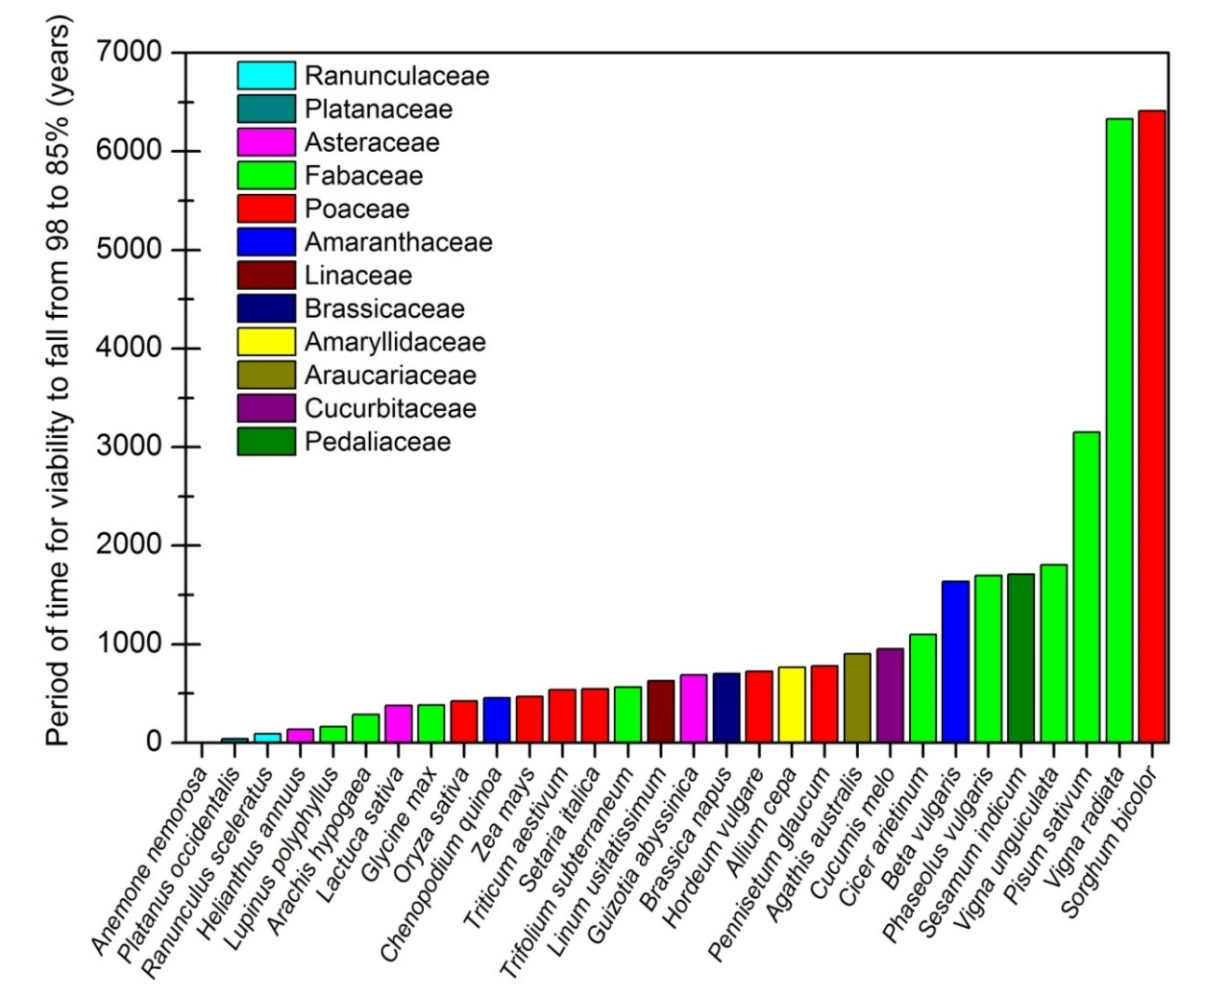 Period of time for viability to fall from 98 to 85% (years)
7000
6000
5000
4000
3000
2000
1000
0
Ranunculaceae
Platanaceae
Asteraceae
Fabaceae
Poaceae
Amaranthaceae
Linaceae
Brassicaceae
Amaryllidaceae
Araucariaceae
Cucurbitaceae
Pedaliaceae
Anemone nemorosa
Platanus occidentalis
Ranunculus sceleratus
Helianthus annuus
Lupinus polyphyllus
Arachis hypogaea
Lactuca sativa
Glycine max
Oryza sativa
Chenopodium quinoa
Zea mays
Triticum aestivum
Setaria italica
Trifolium subterraneum
Linum usitatissimum
Guizotia abyssinica
Brassica napus
Hordeum vulgare
Allium cepa
Pennisetum glaucum
Agathis australis
Cucumis melo
Cicer arietinum
Beta vulgaris
Phaseolus vulgaris
Sesamum indicum
Vigna unguiculata
Pisum sativum
Vigna radiata
Sorghum bicolor